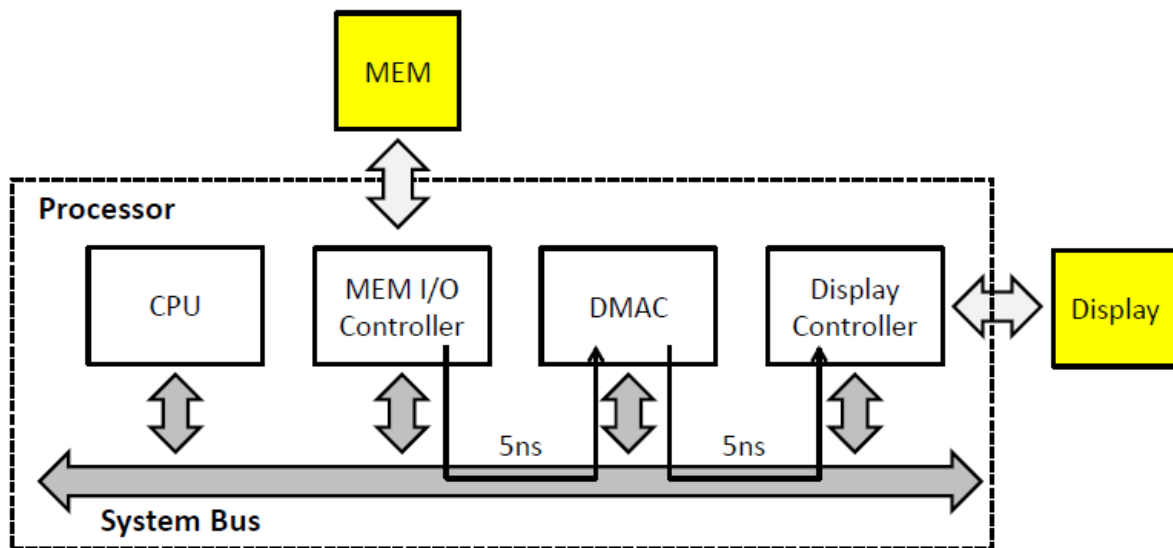 MEM
Processor
CPU
MEM I/O
Controller
DMAC
Display
Controller
Display
5ns
5ns
System Bus